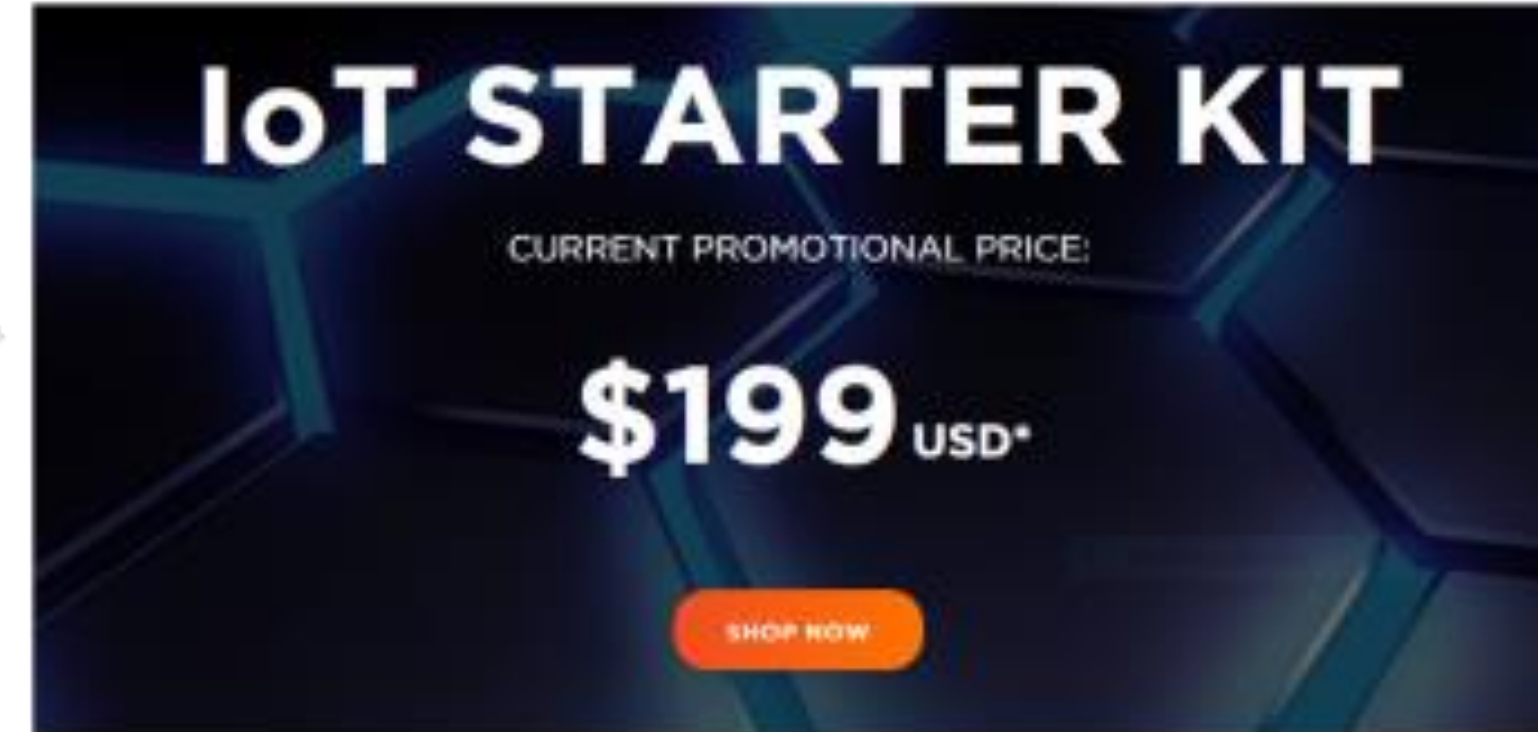 IoT STARTER KIT
CURRENT PROMOTIONAL PRICE:
$199 USD*
SHOP NOW